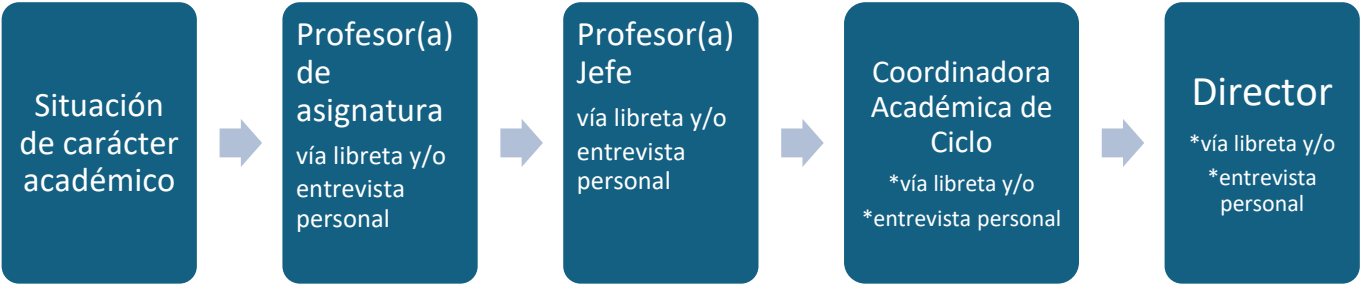 Situación
de carácter
académico
Profesor(a)
de
asignatura
vía libreta y/o
entrevista
personal
Profesor(a)
Jefe
vía libreta y/o
entrevista
personal
Coordinadora
Académica de
Ciclo
*vía libreta y/o
*entrevista personal
Director
*vía libreta y/o
*entrevista
personal